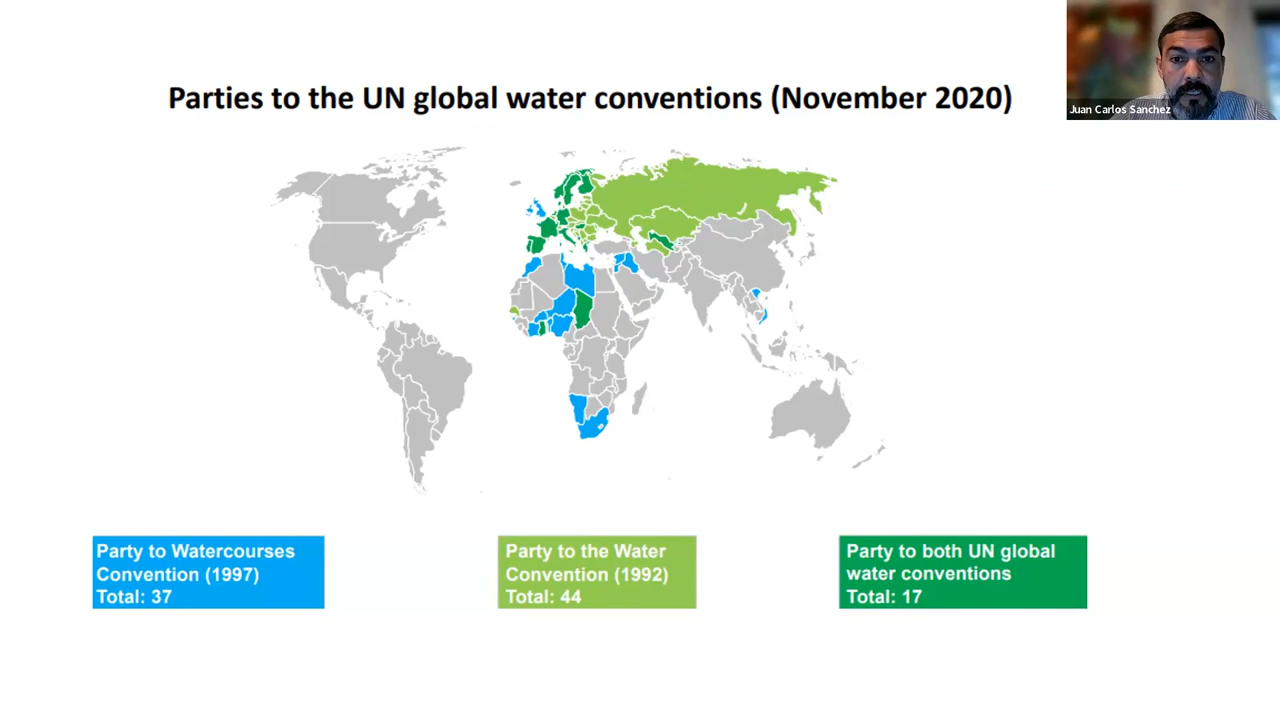 Juan Carlos Sanchez
Parties to the UN global water conventions (November 2020)
Party to Watercourses
Convention (1997)
Total: 37
Party to the Water
Convention (1992)
Total: 44
Party to both UN global
water conventions
Total: 17